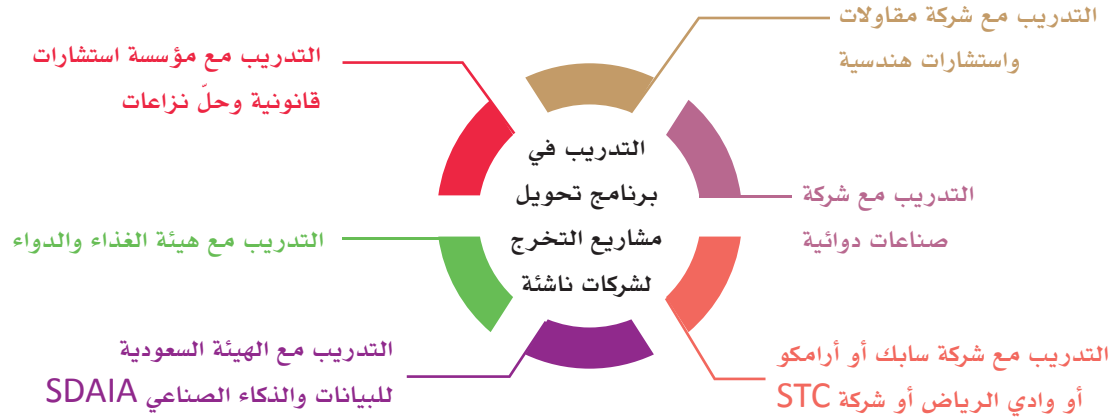 التدريب مع شركة مقاولات
واستشارات هندسية
التدريب مع مؤسسة استشارات
قانونية وحلّ نزاعات
التدريب في
برنامج تحويل
مشاريع التخرج
لشركات ناشئة
التدريب مع شركة
صناعات دوائية
التدريب مع هيئة الغذاء والدواء
التدريب مع شركة سابك أو أرامكو
أو وادي الرياض أو شركة STC
التدريب مع الهيئة السعودية
للبيانات والذكاء الصناعي SDAIA